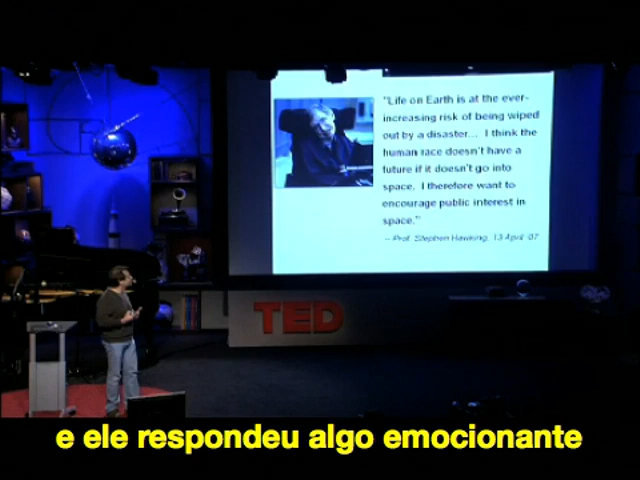 "Life on Earth is at the ever-
increasing risk of being wiped
out by a disaster... I think the
human race doesn't have a
future if it doesn't go into
space. I therefore want to
encourage public interest in
space."
-- Prof. Stephen Hawking, 13 April '07
TED
e ele respondeu algo emocionante